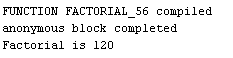 FUNCTION FACTORIAL_56 compiled
anonymous block completed
Factorial is 120